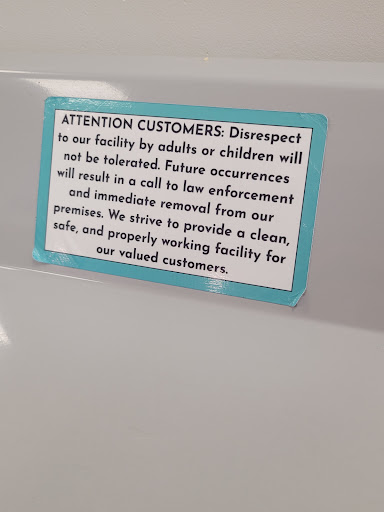 ATTENTION CUSTOMERS: Disrespect
to our facility by adults or children will
not be tolerated. Future occurrences
will result in a call to law enforcement
and immediate removal from our
premises. We strive to provide a clean,
safe, and properly working facility for
our valued customers.